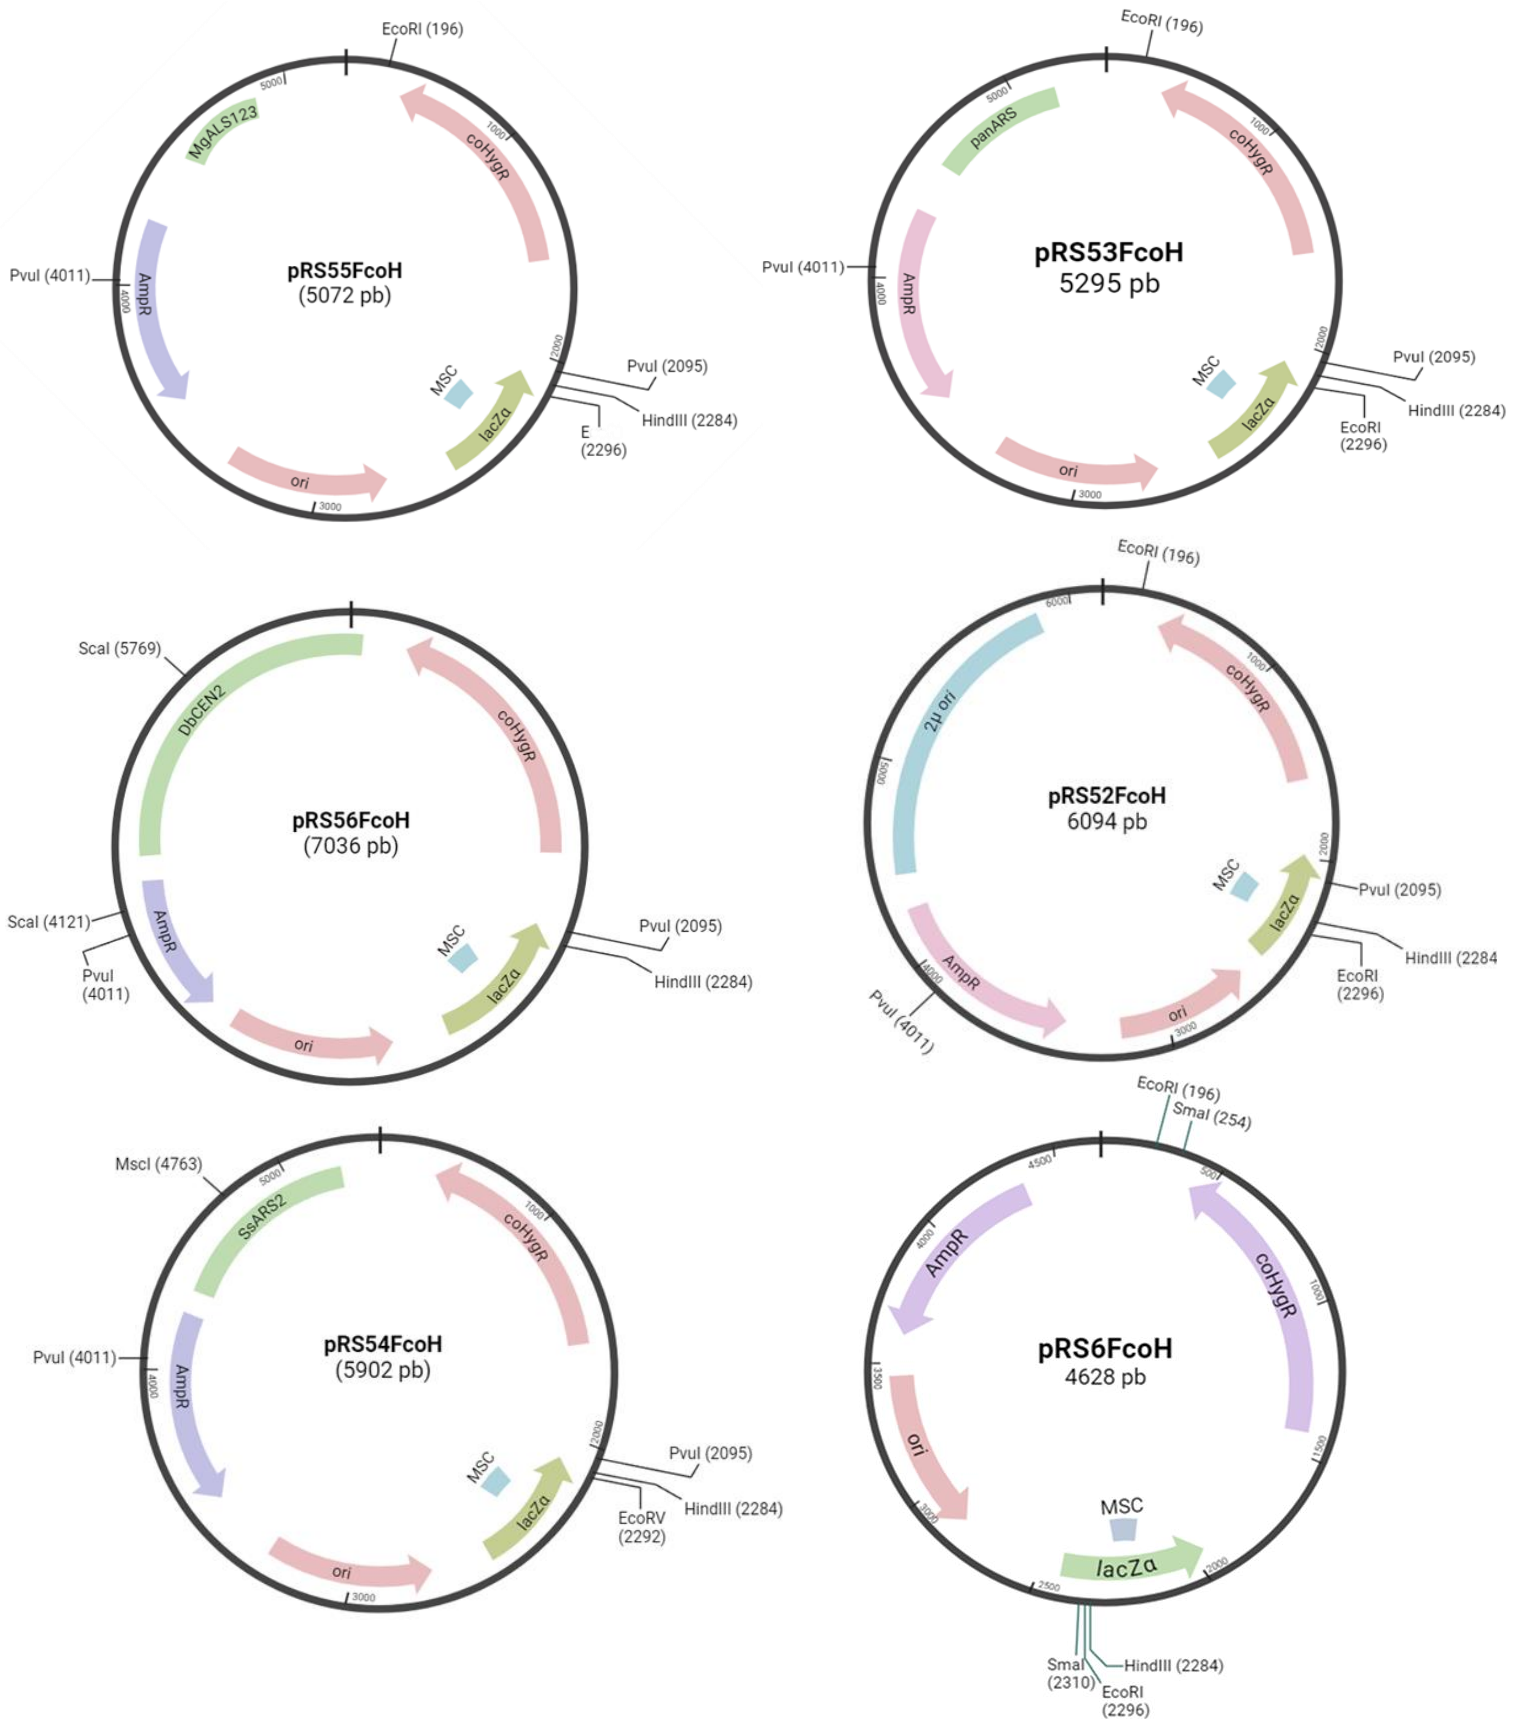 EcoRI (196)
5000
MgALS123
coHygR
1000
PvuI (4011)
4000
AmpR
pRS55FcoH
(5072 pb)
2000
PvuI (2095)
HindIII (2284)
E
(2296)
MSC
lacZα
ori
3000
EcoRI (196)
5000
panARS
coHygR
1000
PvuI (4011)
4000
AmpR
pRS53FcoH
5295 pb
2000
PvuI (2095)
HindIII (2284)
EcoRI
(2296)
MSC
lacZα
ori
3000
ScaI (5769)
DbCEN2
coHygR
pRS56FcoH
(7036 pb)
ScaI (4121)
PvuI
(4011)
AmpR
MSC
lacZα
PvuI (2095)
HindIII (2284)
ori
EcoRI (196)
6000
2µ ori
coHygR
1000
5000
pRS52FcoH
6094 pb
2000
PvuI (2095)
HindIII (2284
EcoRI
(2296)
MSC
lacZα
4000
AmpR
PvuI (4011)
ori
3000
MscI (4763)
5000
SsARS2
coHygR
1000
PvuI (4011)
4000
AmpR
pRS54FcoH
(5902 pb)
2000
PvuI (2095)
HindIII (2284)
EcoRV
(2292)
MSC
lacZα
ori
3000
EcoRI (196)
SmaI (254)
4500
500
AmpR
4000
coHygR
1000
pRS6FcoH
4628 pb
3500
ori
1500
3000
MSC
lacZα
2000
2500
SmaI
(2310)
HindIII (2284)
EcoRI
(2296)